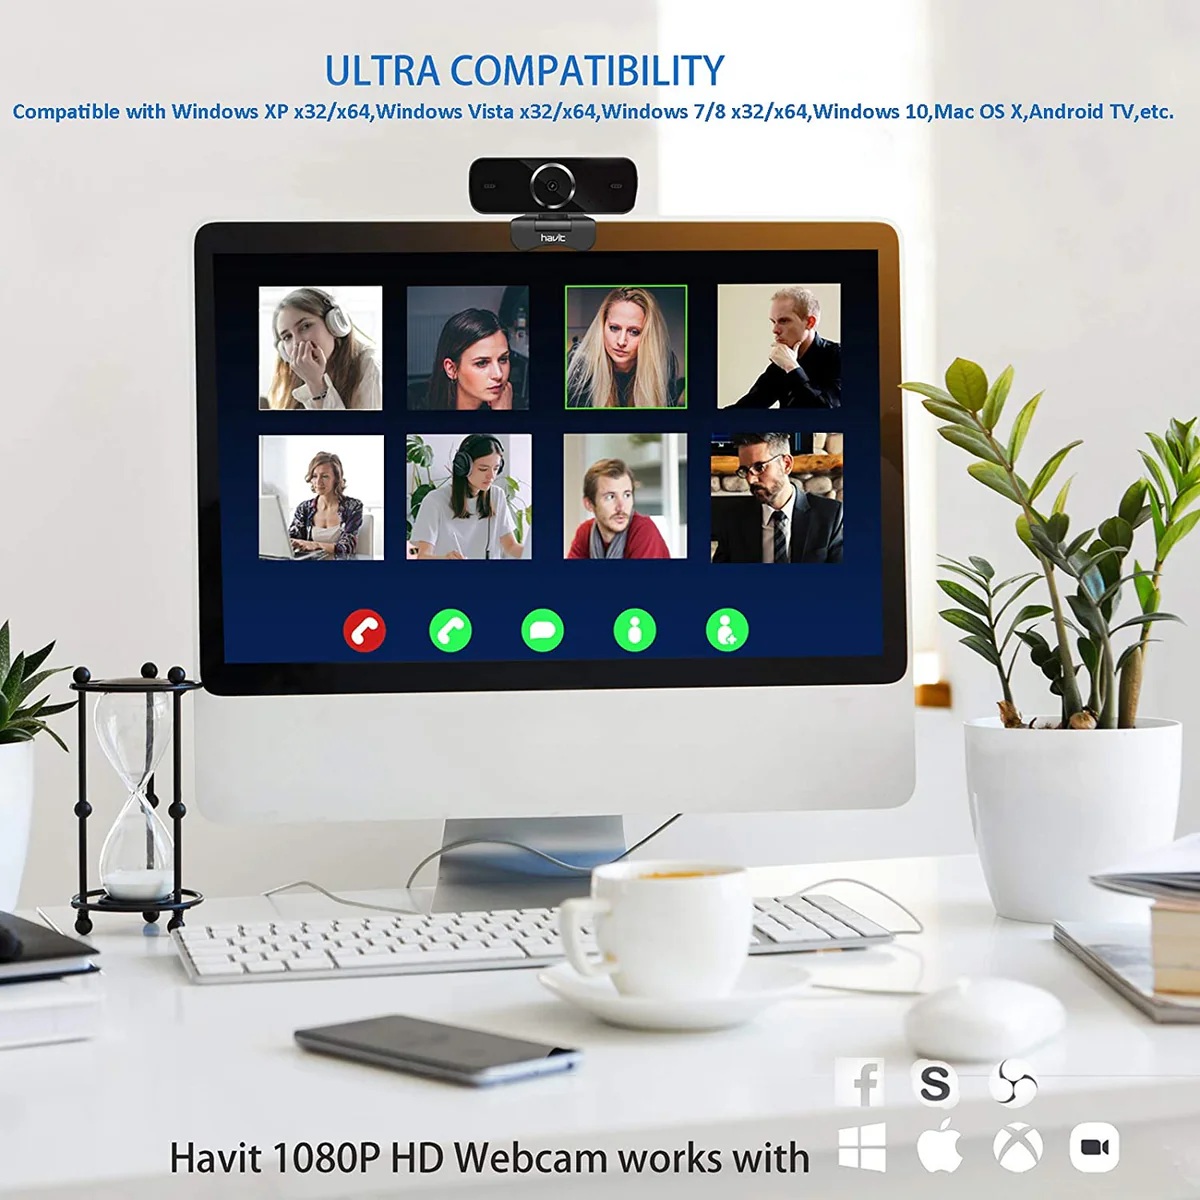 ULTRA COMPATIBILITY
Compatible with Windows XP x32/x64,Windows Vista x32/x64,Windows 7/8 x32/x64,Windows 10,Mac OS X,Android TV,etc.
havit
Havit 1080P HD Webcam works with